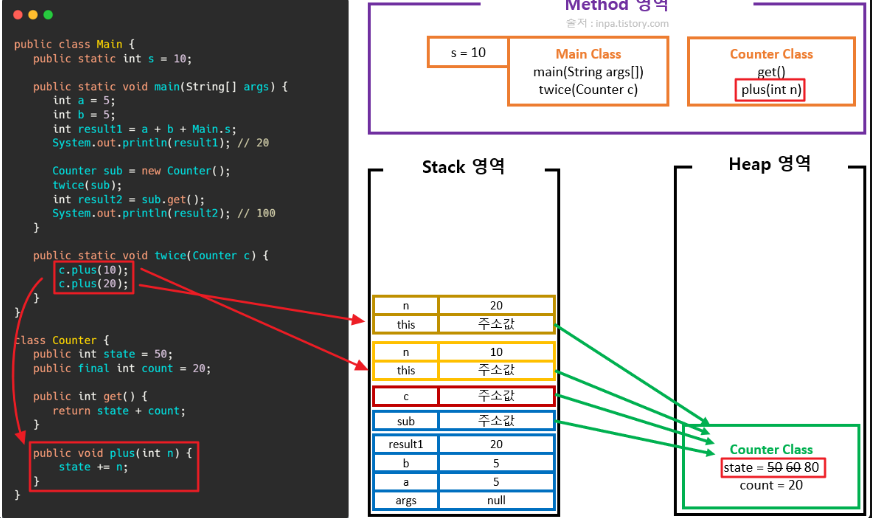 public class Main {
public static int s = 10;
public static void main(String[] args) {
int a = 5;
int b = 5;
int result1 = a + b + Main.s;
System.out.println(result1); // 20
Counter sub = new Counter();
twice(sub);
int result2 = sub.get();
System.out.println(result2); // 100
}
public static void twice(Counter c) {
c.plus(10);
c.plus(20);
}
}
class Counter {
public int state = 50;
public final int count = 20;
public int get() {
return state + count;
}
public void plus(int n) {
state += n;
}
}
Method 영역
출처 : inpa.tistory.com
s = 10
Main Class
main(String args[])
twice(Counter c)
Counter Class
get()
plus(int n)
Stack 영역
n 20
this 주소값
n 10
this 주소값
c 주소값
sub 주소값
result1 20
b 5
a 5
args null
Heap 영역
Counter Class
state = 50 60 80
count = 20